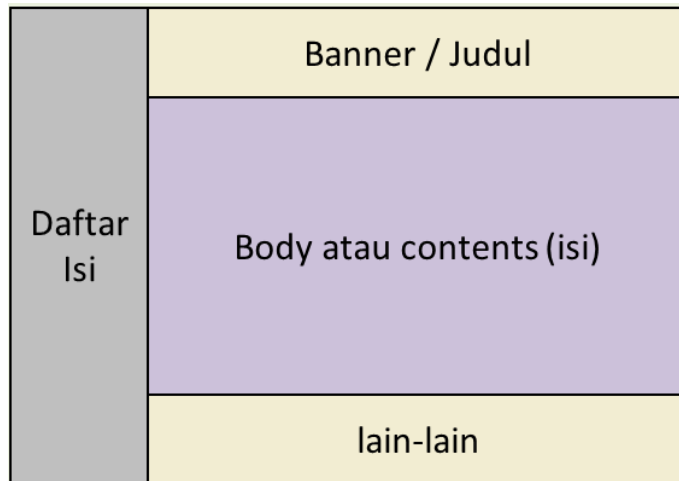 Banner / Judul
Daftar
Isi
Body atau contents (isi)
lain-lain